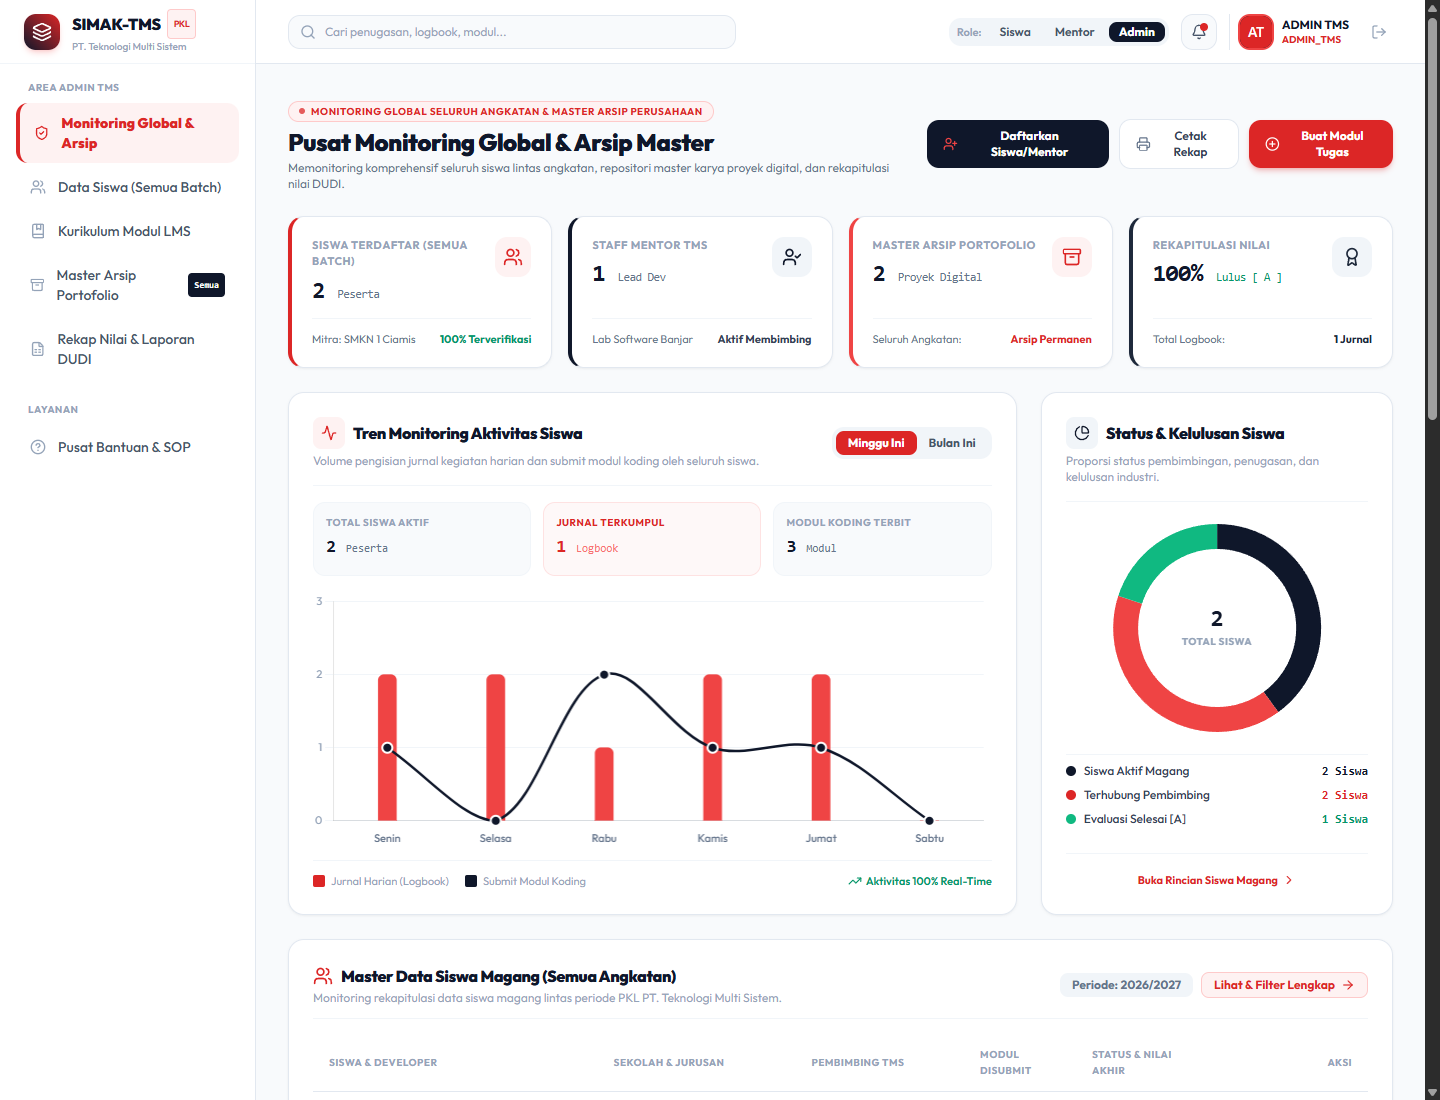 SIMAK-TMS PKL
PT. Teknologi Multi Sistem
Cari penugasan, logbook, modul...
Role: Siswa Mentor Admin
AT
ADMIN TMS
ADMIN_TMS
AREA ADMIN TMS
Monitoring Global &
Arsip
Data Siswa (Semua Batch)
Kurikulum Modul LMS
Master Arsip
Portofolio
Semua
Rekap Nilai & Laporan
DUDI
LAYANAN
Pusat Bantuan & SOP
MONITORING GLOBAL SELURUH ANGKATAN & MASTER ARSIP PERUSAHAAN
Pusat Monitoring Global & Arsip Master
Memonitoring komprehensif seluruh siswa lintas angkatan, repositori master karya proyek digital, dan rekapitulasi
nilai DUDI.
Daftarkan
Siswa/Mentor
Cetak
Rekap
Buat Modul
Tugas
SISWA TERDAFTAR (SEMUA
BATCH)
2 Peserta
Mitra: SMKN 1 Ciamis 100% Terverifikasi
STAFF MENTOR TMS
1 Lead Dev
Lab Software Banjar Aktif Membimbing
MASTER ARSIP PORTOFOLIO
2 Proyek Digital
Seluruh Angkatan: Arsip Permanen
REKAPITULASI NILAI
100% Lulus [ A ]
Total Logbook: 1 Jurnal
Tren Monitoring Aktivitas Siswa
Volume pengisian jurnal kegiatan harian dan submit modul koding oleh seluruh siswa.
Minggu Ini Bulan Ini
TOTAL SISWA AKTIF
2 Peserta
JURNAL TERKUMPUL
1 Logbook
MODUL KODING TERBIT
3 Modul
3
2
1
0
Senin Selasa Rabu Kamis Jumat Sabtu
Jurnal Harian (Logbook) Submit Modul Koding Aktivitas 100% Real-Time
Status & Kelulusan Siswa
Proporsi status pembimbingan, penugasan, dan
kelulusan industri.
2
TOTAL SISWA
Siswa Aktif Magang 2 Siswa
Terhubung Pembimbing 2 Siswa
Evaluasi Selesai [A] 1 Siswa
Buka Rincian Siswa Magang
Master Data Siswa Magang (Semua Angkatan)
Monitoring rekapitulasi data siswa magang lintas periode PKL PT. Teknologi Multi Sistem.
Periode: 2026/2027 Lihat & Filter Lengkap
SISWA & DEVELOPER
SEKOLAH & JURUSAN
PEMBIMBING TMS
MODUL
DISUBMIT
STATUS & NILAI
AKHIR
AKSI